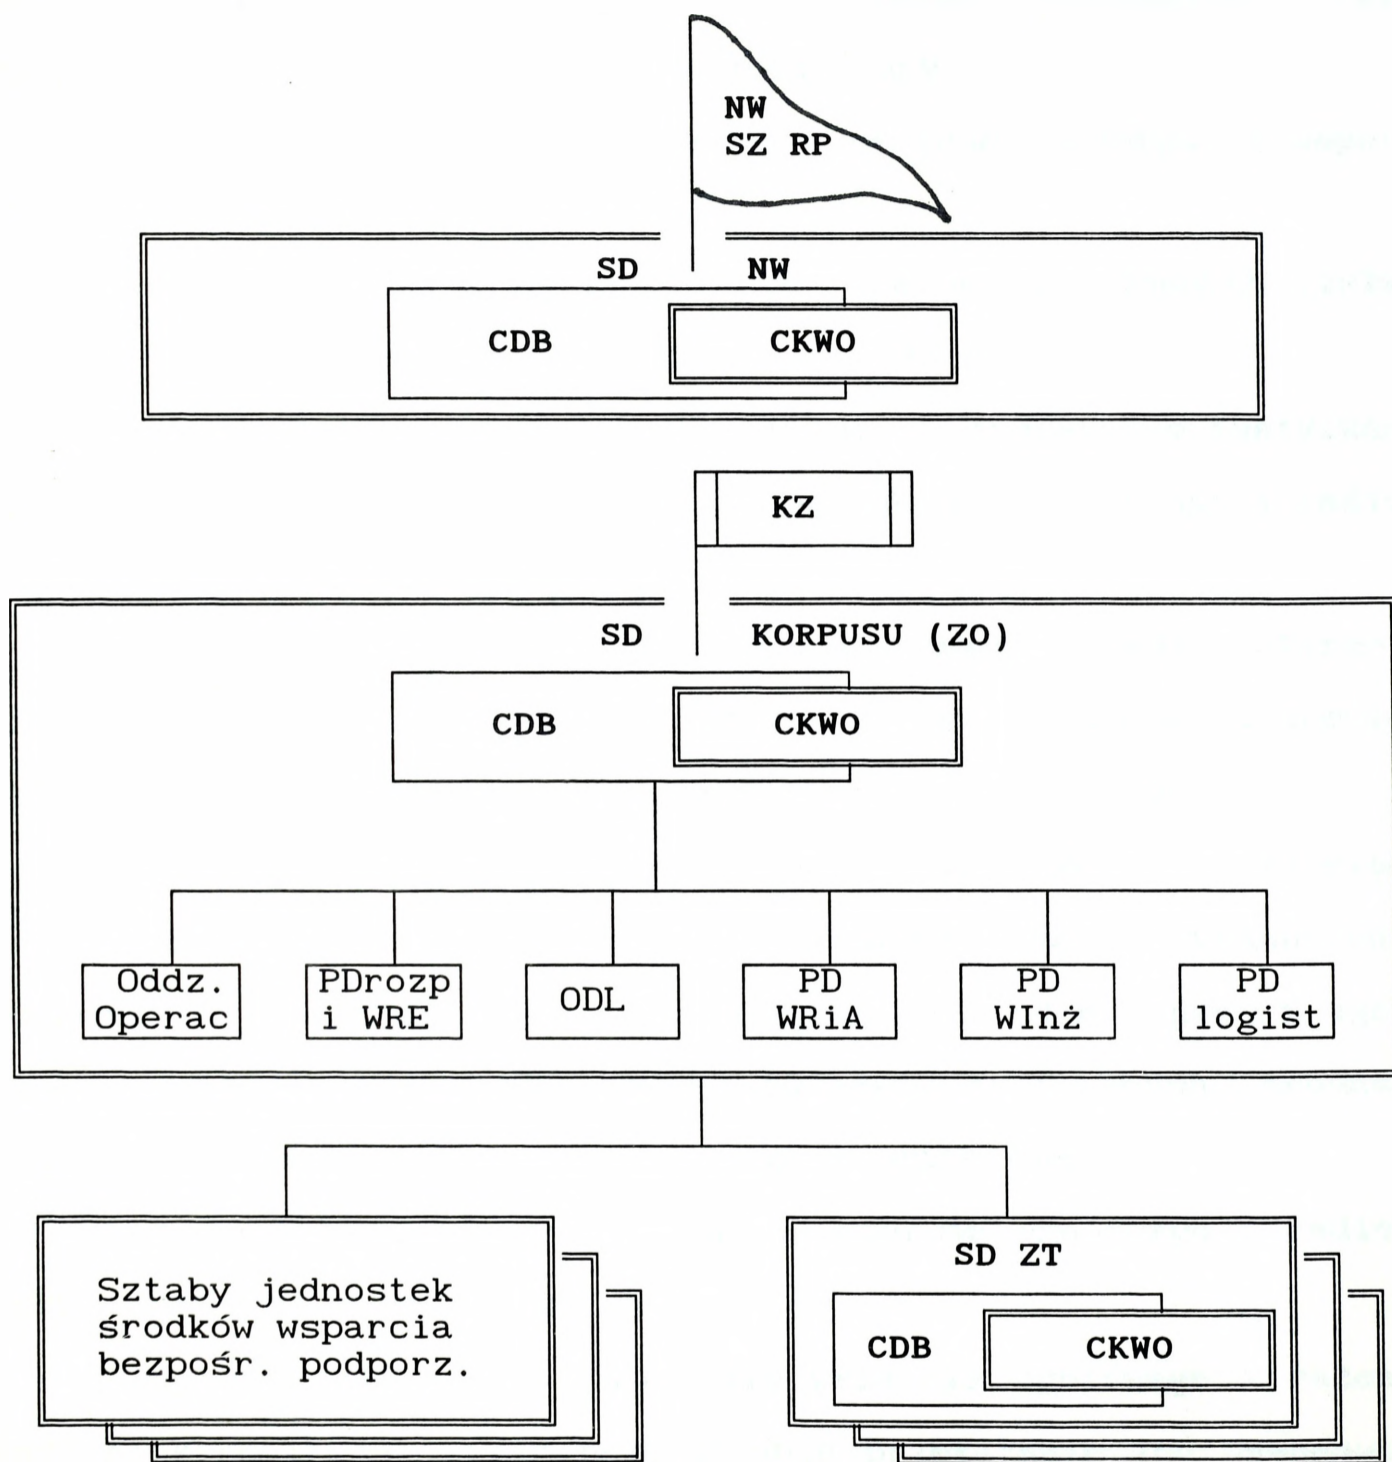 NW
SZ RP
SD NW
CDB CKWO
KZ
SD KORPUSU (ZO)
CDB CKWO
Oddz.
Operac
PDrozp
i WRE
ODL
PD
WRiA
PD
WInż
PD
logist
Sztaby jednostek
środków wsparcia
bezpośr. podporz.
SD ZT
CDB CKWO